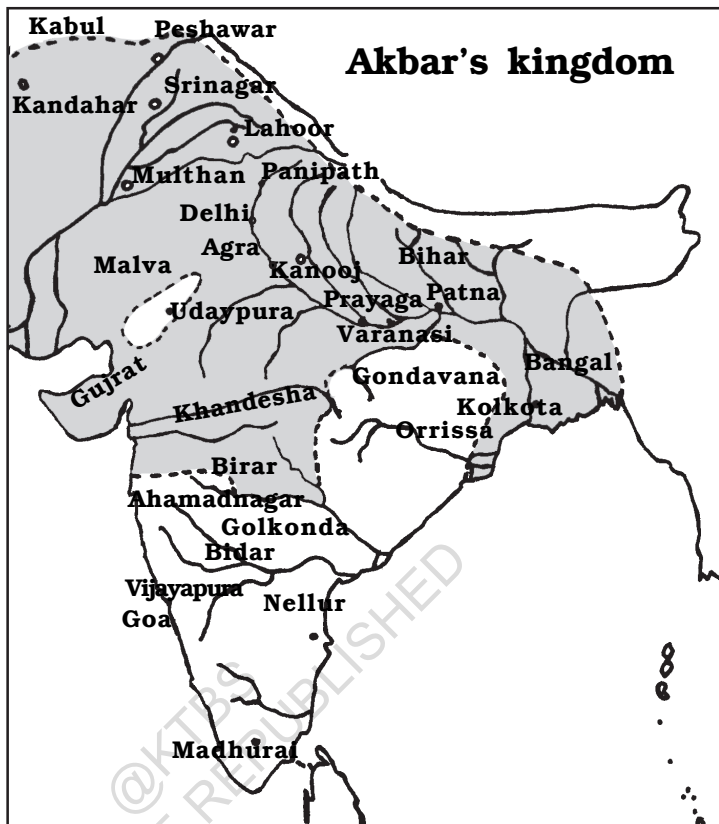 Akbar's kingdom
Kabul
Peshawar
Srinagar
Kandahar
Lahoor
Multhan
Panipath
Delhi
Agra
Malva
Kanooj
Bihar
Udaypura
Prayaga
Patna
Varanasi
Bangal
Gujrat
Gondavana
Khandesha
Kolkota
Orrissa
Birar
Ahamadnagar
Golkonda
Bidar
Vijayapura
Nellur
Goa
Madhurai
@KTBS
REPUBLISHED